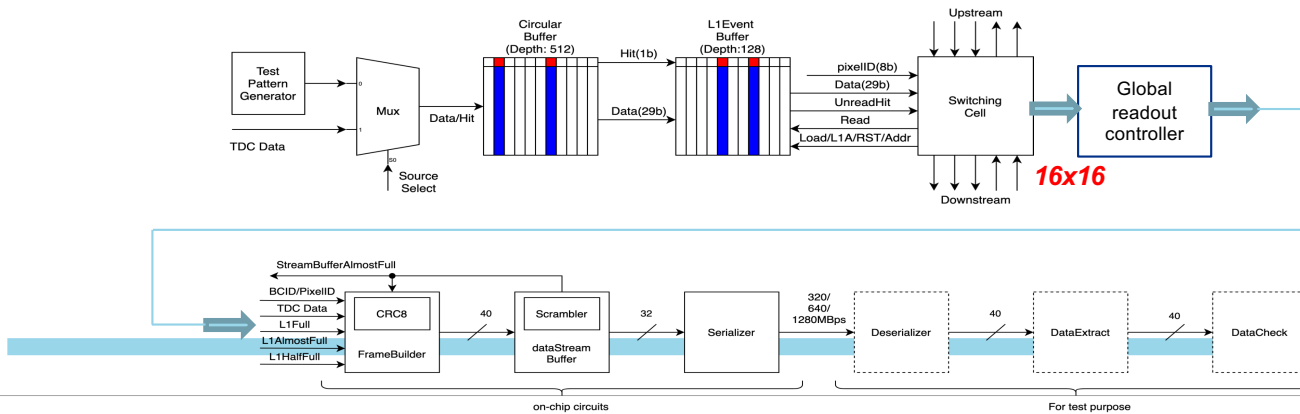 Circular
Buffer
(Depth: 512)
L1Event
Buffer
(Depth:128)
Upstream
Test
Pattern
Generator
0
Mux
1
S0
TDC Data
Source
Select
Data/Hit
Hit(1b)
Data(29b)
pixelID(8b)
Data(29b)
UnreadHit
Read
Load/L1A/RST/Addr
Switching
Cell
Downstream
16x16
Global
readout
controller
StreamBufferAlmostFull
BCID/PixelID
TDC Data
L1Full
L1AlmostFull
L1HalfFull
CRC8
FrameBuilder
40
Scrambler
dataStream
Buffer
32
Serializer
320/
640/
1280MBps
Deserializer
40
DataExtract
40
DataCheck
on-chip circuits
For test purpose